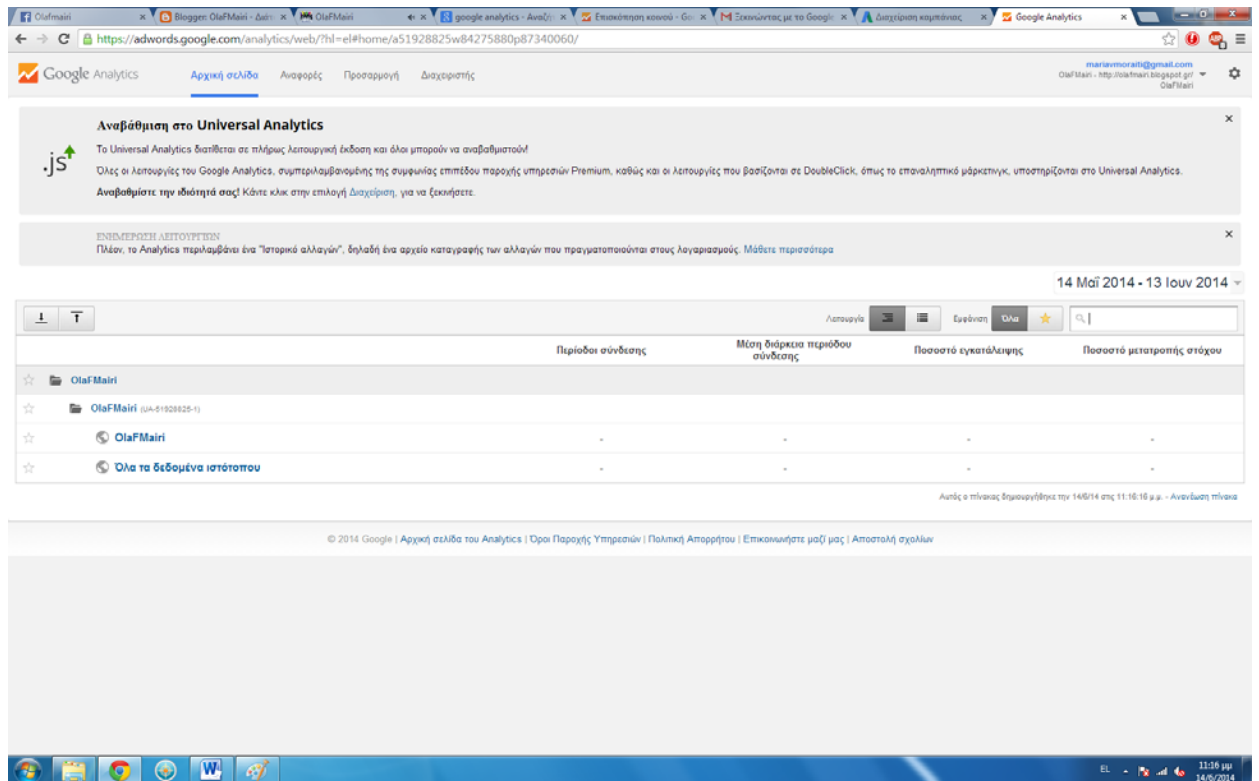 Olafmairi
Blogger: OlaFMairi - Διάτ
OlaFMairi
google analytics - Αναζήτ
Επισκόπηση κοινού - Goo
Ξεκινώντας με το Google
Διαχείριση καμπάνιας
Google Analytics
https://adwords.google.com/analytics/web/?hl=el#home/a51928825w84275880p87340060/
Google Analytics
Αρχική σελίδα Αναφορές Προσαρμογή Διαχειριστής
mariavmoraiti@gmail.com
OlaFMairi - http://olafmairi.blogspot.gr/
OlaFMairi
.js
Αναβάθμιση στο Universal Analytics
Το Universal Analytics διατίθεται σε πλήρως λειτουργική έκδοση και όλοι μπορούν να αναβαθμιστούν!
Όλες οι λειτουργίες του Google Analytics, συμπεριλαμβανομένης της συμφωνίας επιπέδου παροχής υπηρεσιών Premium, καθώς και οι λειτουργίες που βασίζονται σε DoubleClick, όπως το επαναληπτικό μάρκετινγκ, υποστηρίζονται στο Universal Analytics.
Αναβαθμίστε την ιδιότητά σας! Κάντε κλικ στην επιλογή Διαχείριση, για να ξεκινήσετε.
ΕΝΗΜΕΡΩΣΗ ΛΕΙΤΟΥΡΓΙΩΝ
Πλέον, το Analytics περιλαμβάνει ένα "Ιστορικό αλλαγών", δηλαδή ένα αρχείο καταγραφής των αλλαγών που πραγματοποιούνται στους λογαριασμούς. Μάθετε περισσότερα
14 Μαΐ 2014 - 13 Ιουν 2014
Λειτουργία Εμφάνιση Όλα
Περίοδοι σύνδεσης Μέση διάρκεια περιόδου σύνδεσης Ποσοστό εγκατάλειψης Ποσοστό μετατροπής στόχου
OlaFMairi
OlaFMairi (UA-51928825-1)
OlaFMairi - - - -
Όλα τα δεδομένα ιστότοπου - - - -
Αυτός ο πίνακας δημιουργήθηκε την 14/6/14 στις 11:16:16 μ.μ. - Ανανέωση πίνακα
© 2014 Google | Αρχική σελίδα του Analytics | Όροι Παροχής Υπηρεσιών | Πολιτική Απορρήτου | Επικοινωνήστε μαζί μας | Αποστολή σχολίων
EL
11:16 μμ
14/6/2014